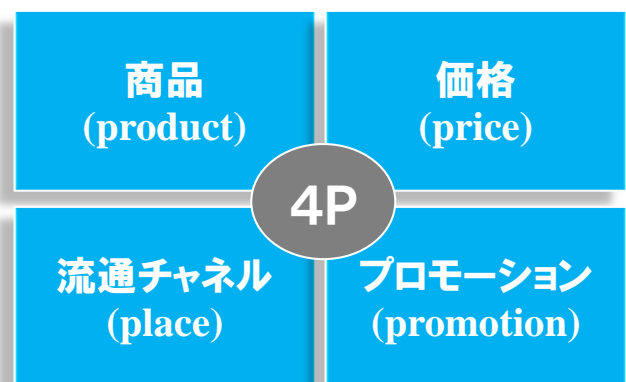 商品
(product)
価格
(price)
4P
流通チャネル
(place)
プロモーション
(promotion)